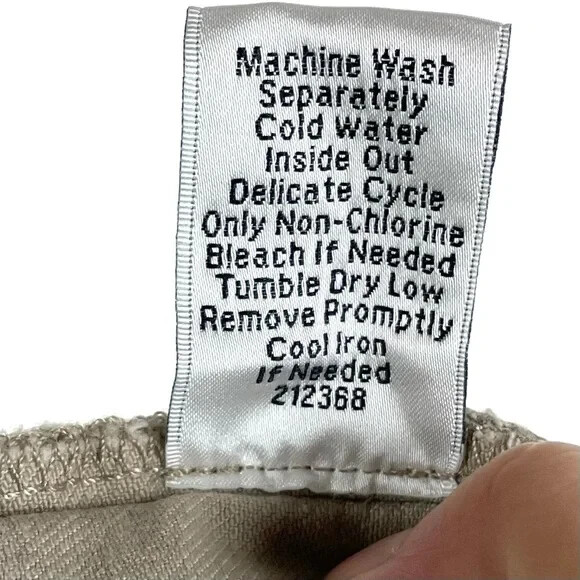 Machine Wash
Separately
Cold Water
Inside Out
Delicate Cycle
Only Non-Chlorine
Bleach If Needed
Tumble Dry Low
Remove Promptly
Cool Iron
If Needed
212368